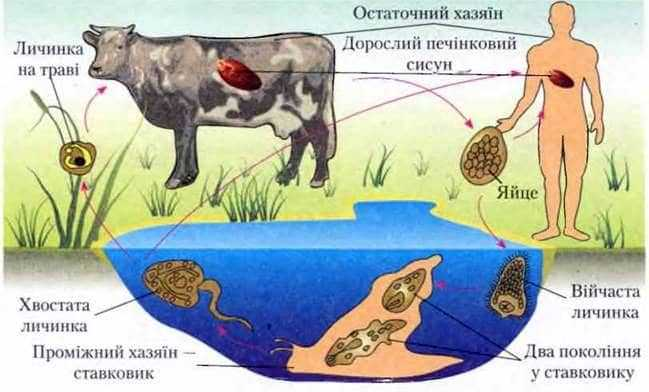 Остаточний хазяїн
Личинка
на траві
Дорослий печінковий
сисун
Яйце
Хвостата
личинка
Війчаста
личинка
Проміжний хазяїн –
ставковик
Два покоління
у ставковику